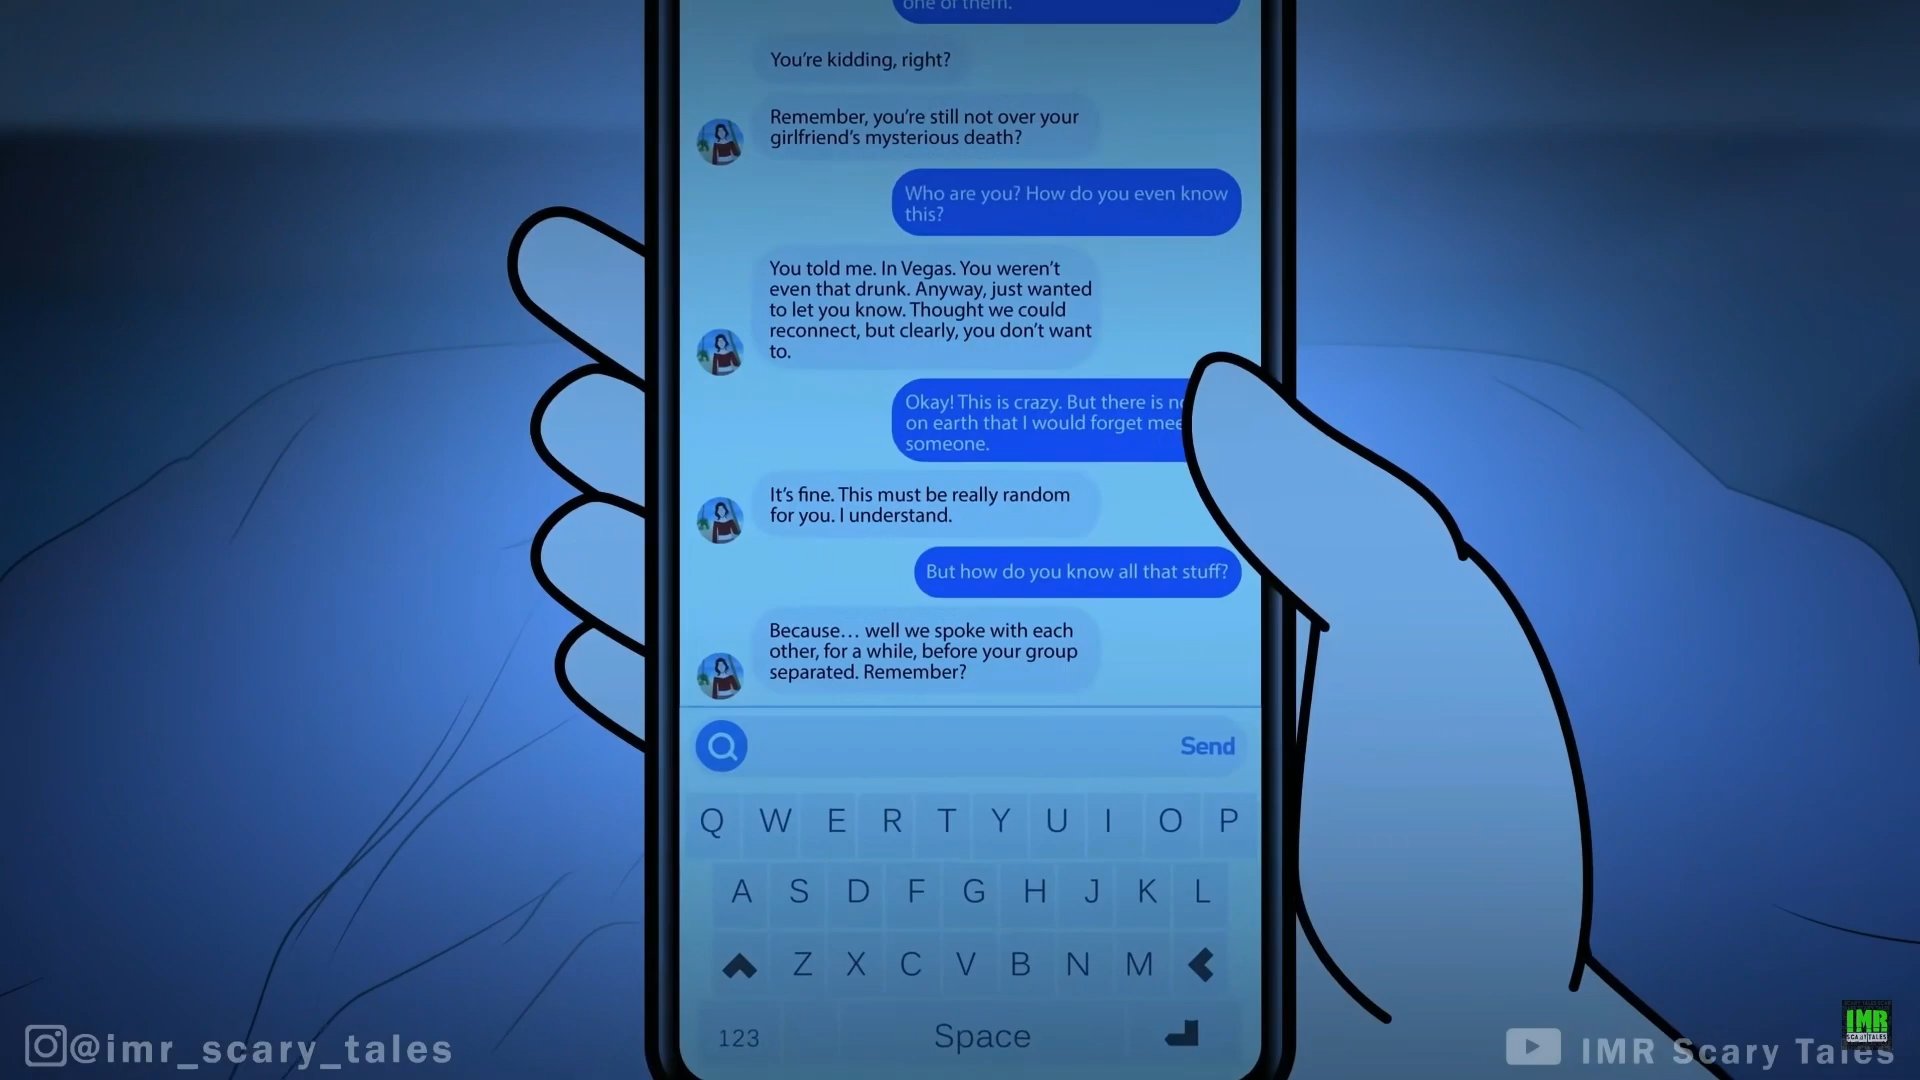 one of them.
You're kidding, right?
Remember, you're still not over your
girlfriend's mysterious death?
Who are you? How do you even know
this?
You told me. In Vegas. You weren't
even that drunk. Anyway, just wanted
to let you know. Thought we could
reconnect, but clearly, you don't want
to.
Okay! This is crazy. But there is
on earth that I would forget
someone.
It's fine. This must be really random
for you. I understand.
But how do you know all that stuff?
Because... well we spoke with each
other, for a while, before your group
separated. Remember?
Send
Q W E R T Y U I O P
A S D F G H J K L
Z X C V B N M
123 Space
@imr_scary_tales
IMR
SCARY TALES
IMR Scary Tales